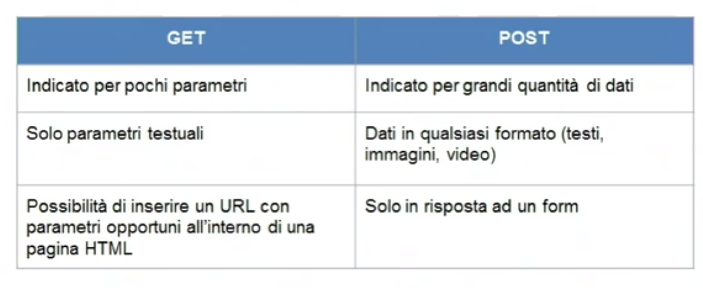 GET
POST
Indicato per pochi parametri
Indicato per grandi quantità di dati
Solo parametri testuali
Dati in qualsiasi formato (testi,
immagini, video)
Possibilità di inserire un URL con
parametri opportuni all'interno di una
pagina HTML
Solo in risposta ad un form